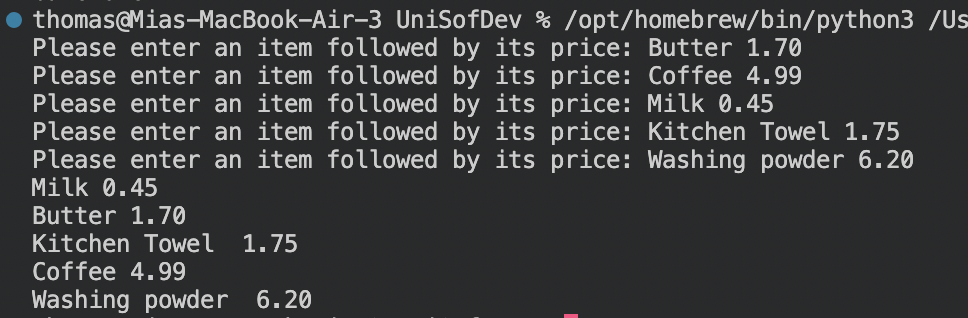 thomas@Mias-MacBook-Air-3 UniSofDev % /opt/homebrew/bin/python3 /Us
Please enter an item followed by its price: Butter 1.70
Please enter an item followed by its price: Coffee 4.99
Please enter an item followed by its price: Milk 0.45
Please enter an item followed by its price: Kitchen Towel 1.75
Please enter an item followed by its price: Washing powder 6.20
Milk 0.45
Butter 1.70
Kitchen Towel  1.75
Coffee 4.99
Washing powder  6.20